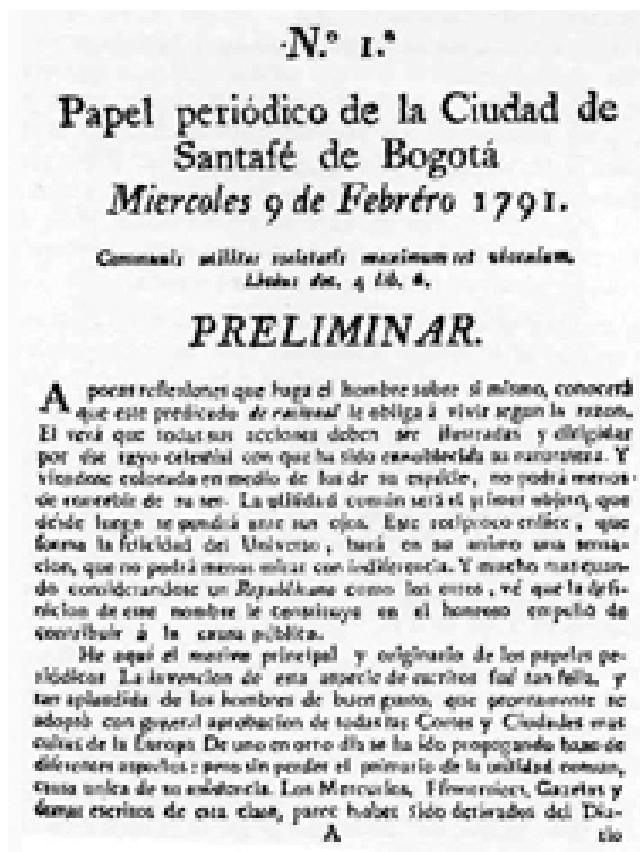 N.º 1.º
Papel periódico de la Ciudad de
Santafé de Bogotá
Miercoles 9 de Febréro 1791.
Communis utilitas societatis maximum est vinculum.
PRELIMINAR.
A pocas reflexiones que haga el hombre sobre sí mismo, conocerá
que este predicado de racional le obliga á vivir segun la razon.
El verá que todas sus acciones deben ser ilustradas y dirigidas
por ese rayo celestial con que ha sido ennoblecida su naturaleza. Y
viendose colocado en medio de los de su especie, no podrá menos
de su ser. La utilidad común será el primer objeto, que
desde luego se pondrá ante sus ojos. Este reciproco enlace, que
forma la felicidad del Universo, hará en su animo una sensa-
cion, que no podrá menos mirar con indiferencia. Y mucho mas quan-
do considerandose un Republicano como los otros, vé que la defi-
nicion de este nombre le constituye en el honroso empeño de
contribuir á la causa pública.
He aquí el motivo principal y originario de los papeles pe-
riódicos. La invencion de esta especie de escritos fué tan feliz, y
tan aplaudida de los hombres de buen gusto, que prontamente se
adoptó con general aprobacion de todas las Cortes y Ciudades mas
cultas de la Europa. De uno en otro dia se ha ido propagando baxo de
diferentes aspectos: pero sin perder el primario de la utilidad comun,
causa unica de su existencia. Los Mercurios, Efemerides, Gazetas y
demas escritos de esta clase, parece haber sido derivados del Dia-
A rio